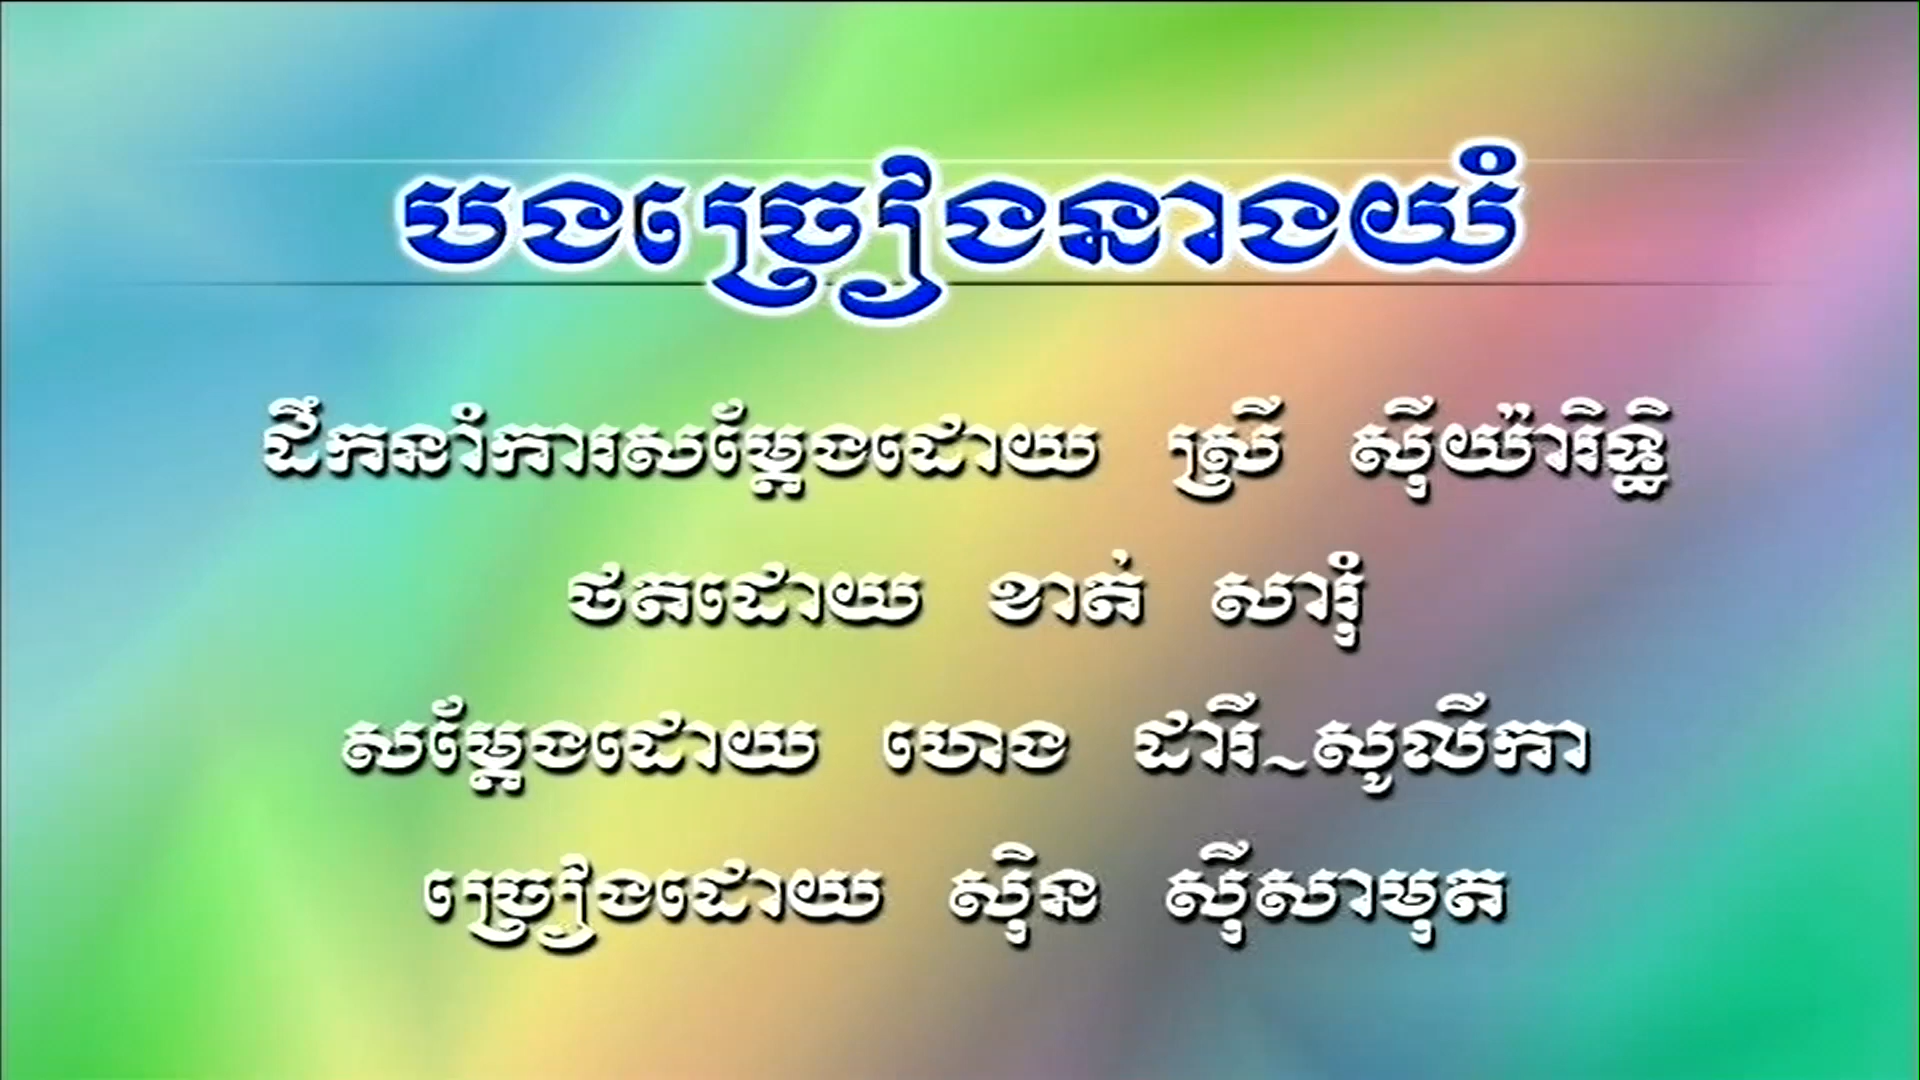 បងច្រៀងនាងយំ
ដឹកនាំការសម្ដែងដោយ ស្រី ស៊ីយ៉ារិទ្ធិ
ថតដោយ ខាត់ សារុំ
សម្ដែងដោយ ហេង ដារី~សូលីកា
ច្រៀងដោយ ស៊ិន ស៊ីសាមុត